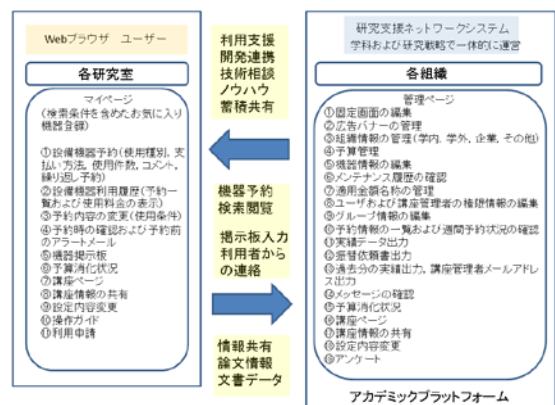 Webブラウザ ユーザー
各研究室
マイページ
(検索条件を含めたお気に入り
機器登録)
①設備機器予約(使用種別,支
払い方法,使用件数,コメント,
繰り返し予約)
②設備機器利用履歴(予約一
覧および使用料金の表示)
③予約内容の変更(使用条件)
④予約時の確認および予約前
のアラートメール
⑤機器掲示板
⑥予算消化状況
⑦講座ページ
⑧講座情報の共有
⑨設定内容変更
⑩操作ガイド
⑪利用申請
利用支援
開発連携
技術相談
ノウハウ
蓄積共有
機器予約
検索閲覧
掲示板入力
利用者から
の連絡
情報共有
論文情報
文書データ
研究支援ネットワークシステム
学科および研究戦略で一体的に運営
各組織
管理ページ
①固定画面の編集
②広告バナーの管理
③組織情報の管理(学内,学外,企業,その他)
④予算管理
⑤機器情報の編集
⑥メンテナンス履歴の確認
⑦適用金額名称の管理
⑧ユーザおよび講座管理者の権限情報の編集
⑨グループ情報の編集
⑩予約情報の一覧および週間予約状況の確認
⑪実績データ出力
⑫振替依頼書出力
⑬過去分の実績出力,講座管理者メールアドレ
ス出力
⑭メッセージの確認
⑮予算消化状況
⑯講座ページ
⑰講座情報の共有
⑱設定内容変更
⑲アンケート
アカデミックプラットフォーム